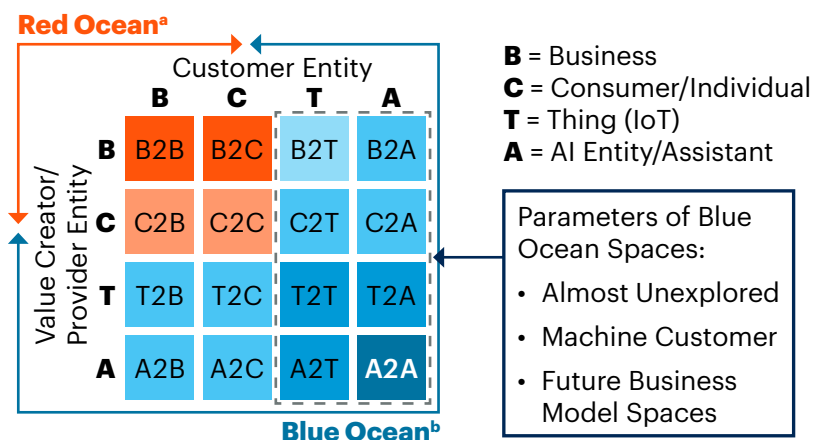 Red Oceanᵃ
Customer Entity
B C T A
Value Creator/
Provider Entity
B B2B B2C B2T B2A
C C2B C2C C2T C2A
T T2B T2C T2T T2A
A A2B A2C A2T A2A
Blue Oceanᵇ
B = Business
C = Consumer/Individual
T = Thing (IoT)
A = AI Entity/Assistant
Parameters of Blue
Ocean Spaces:
• Almost Unexplored
• Machine Customer
• Future Business
Model Spaces